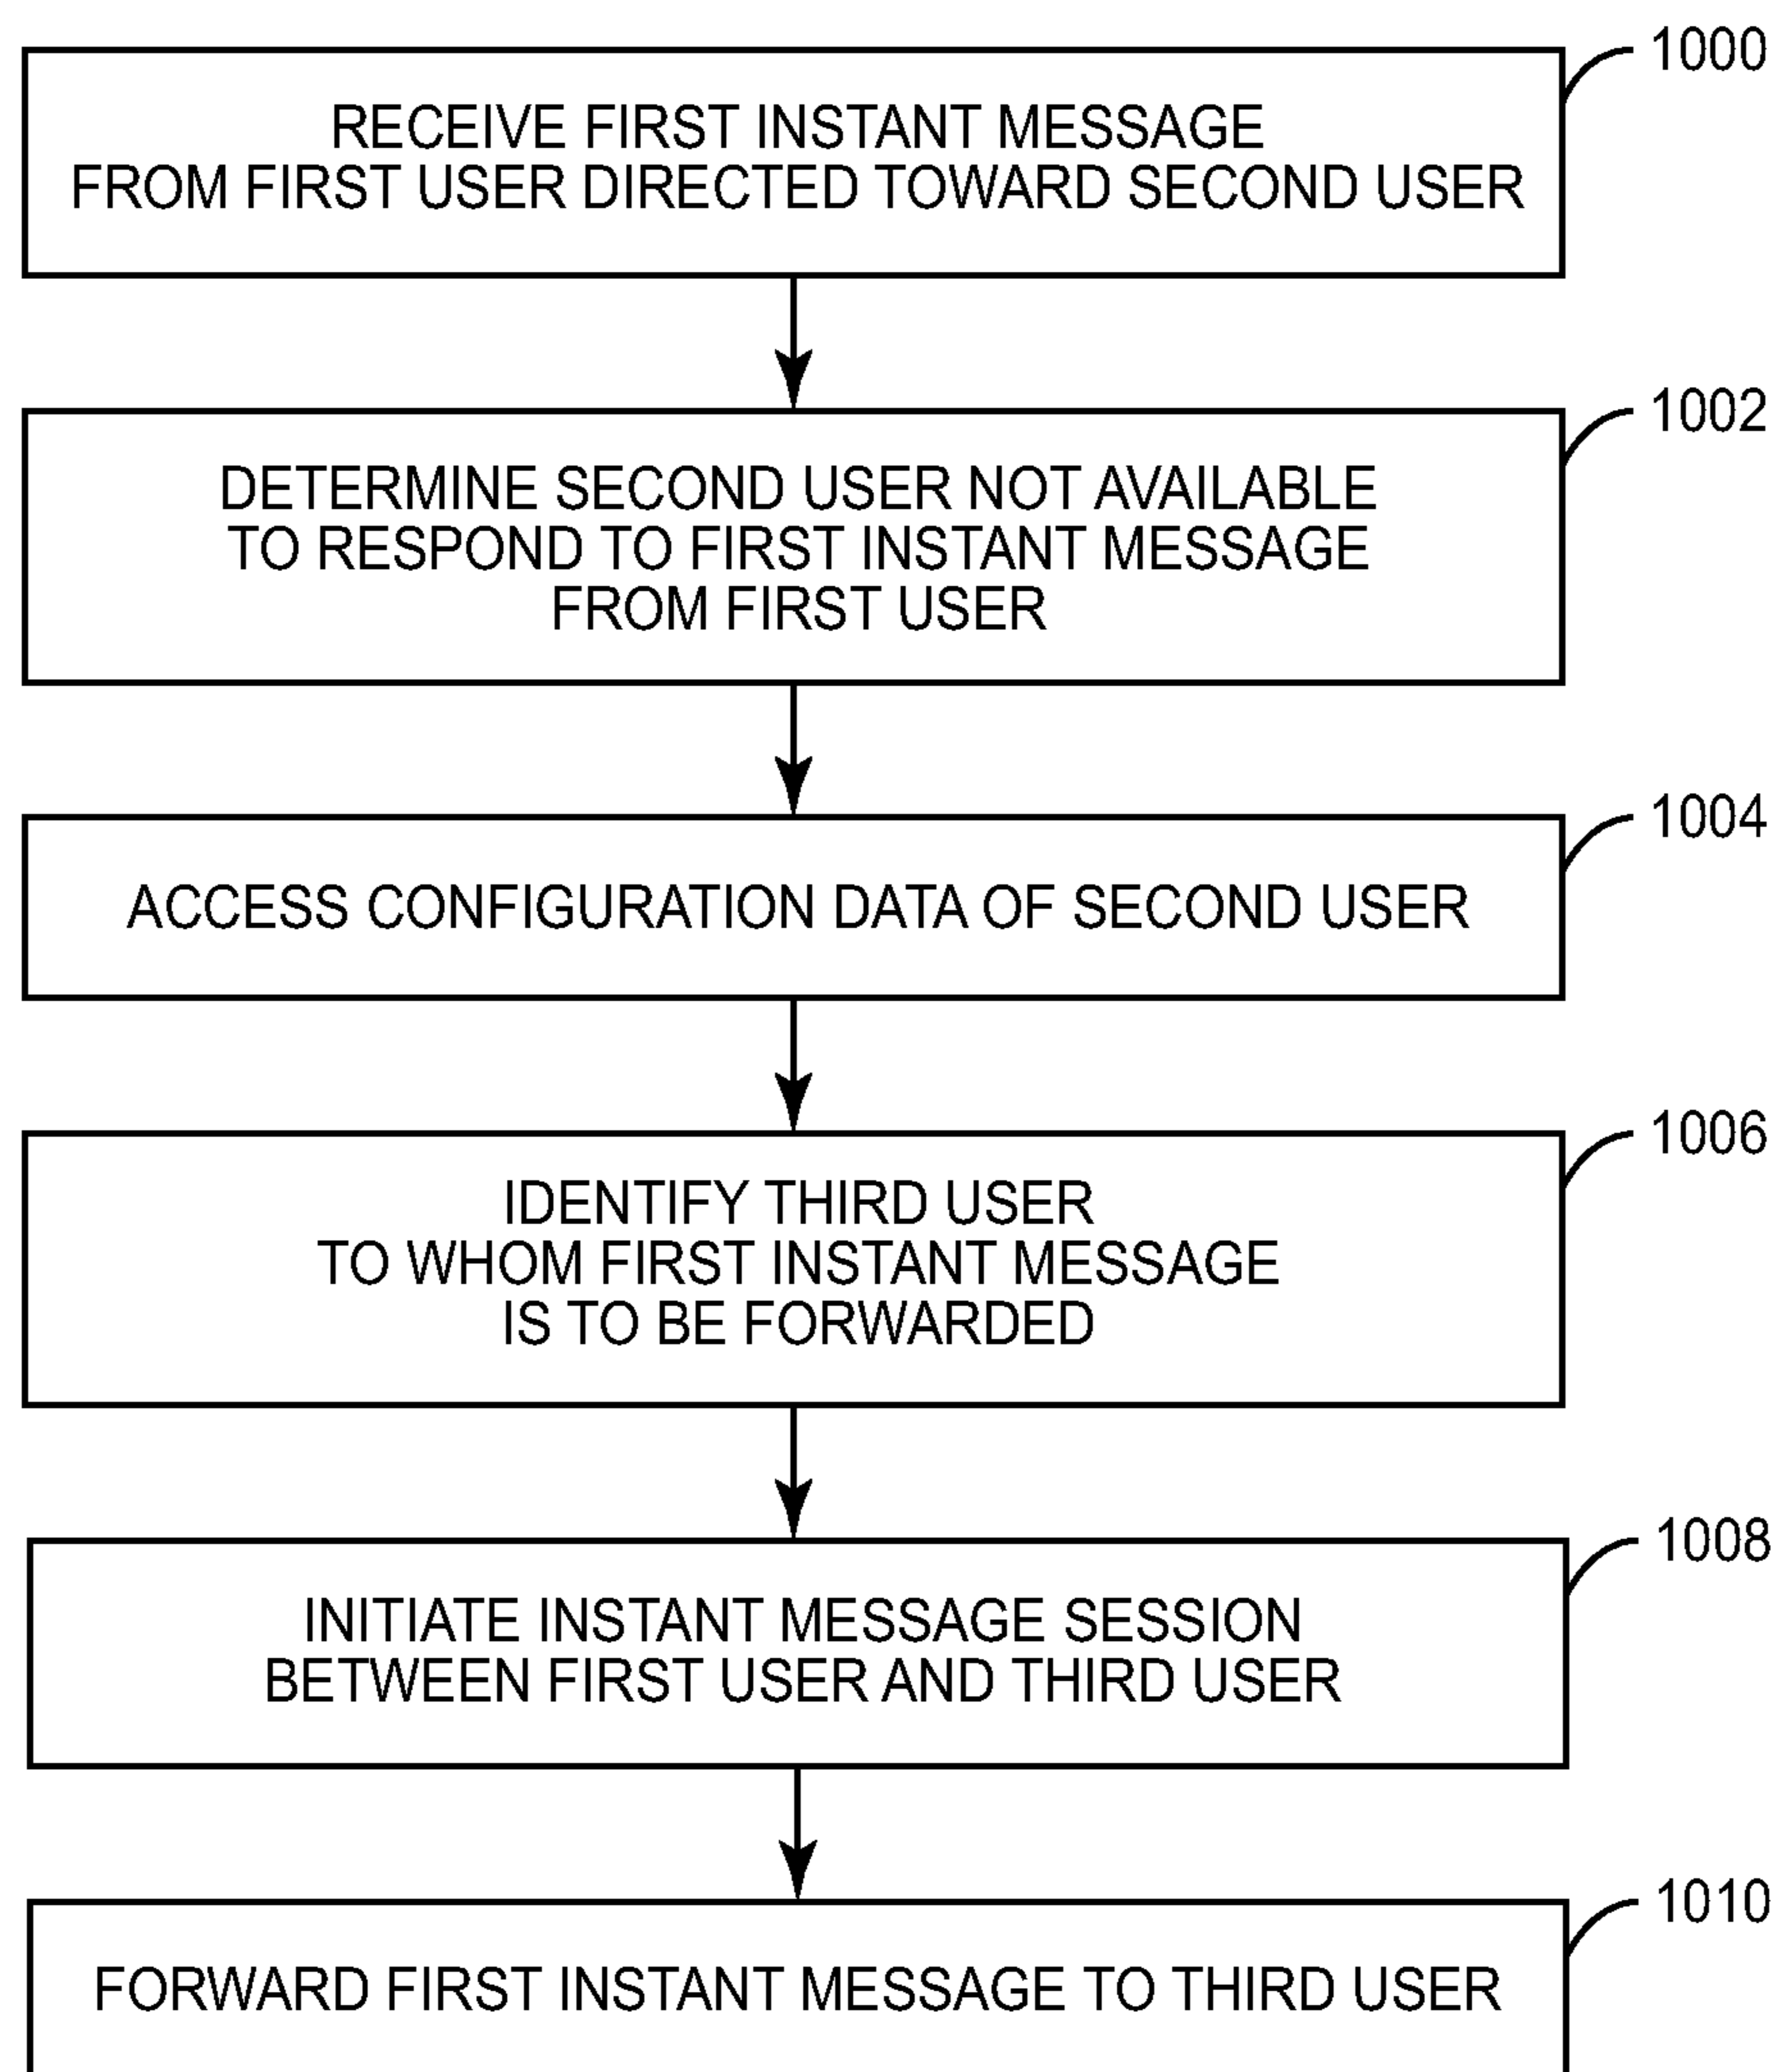 1000
RECEIVE FIRST INSTANT MESSAGE
FROM FIRST USER DIRECTED TOWARD SECOND USER
1002
DETERMINE SECOND USER NOT AVAILABLE
TO RESPOND TO FIRST INSTANT MESSAGE
FROM FIRST USER
1004
ACCESS CONFIGURATION DATA OF SECOND USER
1006
IDENTIFY THIRD USER
TO WHOM FIRST INSTANT MESSAGE
IS TO BE FORWARDED
1008
INITIATE INSTANT MESSAGE SESSION
BETWEEN FIRST USER AND THIRD USER
1010
FORWARD FIRST INSTANT MESSAGE TO THIRD USER